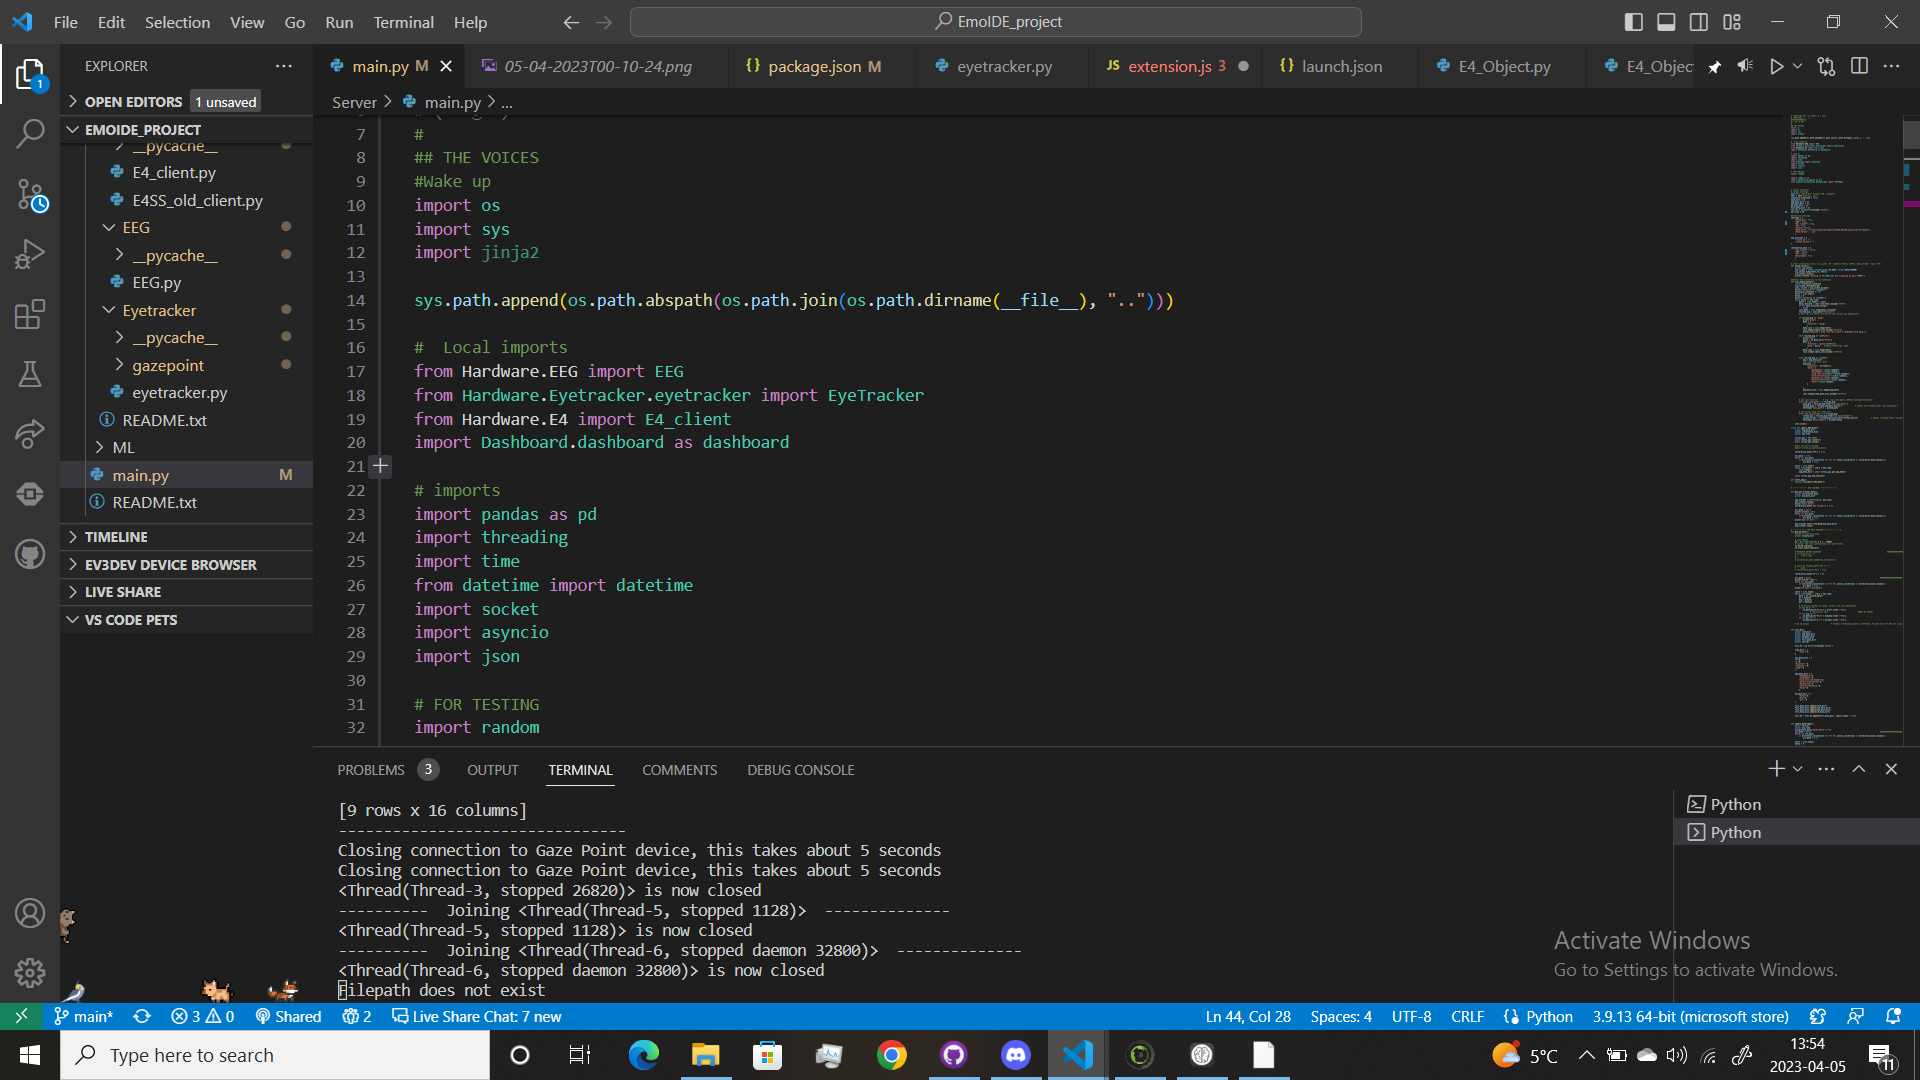 File Edit Selection View Go Run Terminal Help
EmoIDE_project
EXPLORER
main.py M
05-04-2023T00-10-24.png
package.json M
eyetracker.py
extension.js 3
launch.json
E4_Object.py
E4_Objec
OPEN EDITORS 1 unsaved
EMOIDE_PROJECT
__pycache__
E4_client.py
E4SS_old_client.py
EEG
__pycache__
EEG.py
Eyetracker
__pycache__
gazepoint
eyetracker.py
README.txt
ML
main.py M
README.txt
TIMELINE
EV3DEV DEVICE BROWSER
LIVE SHARE
VS CODE PETS
1
Server > main.py > ...
7 #
8 ## THE VOICES
9 #Wake up
10 import os
11 import sys
12 import jinja2
13
14 sys.path.append(os.path.abspath(os.path.join(os.path.dirname(__file__), "..")))
15
16 #  Local imports
17 from Hardware.EEG import EEG
18 from Hardware.Eyetracker.eyetracker import EyeTracker
19 from Hardware.E4 import E4_client
20 import Dashboard.dashboard as dashboard
21
22 # imports
23 import pandas as pd
24 import threading
25 import time
26 from datetime import datetime
27 import socket
28 import asyncio
29 import json
30
31 # FOR TESTING
32 import random
PROBLEMS 3 OUTPUT TERMINAL COMMENTS DEBUG CONSOLE
[9 rows x 16 columns]
--------------------------------
Closing connection to Gaze Point device, this takes about 5 seconds
Closing connection to Gaze Point device, this takes about 5 seconds
<Thread(Thread-3, stopped 26820)> is now closed
----------  Joining <Thread(Thread-5, stopped 1128)>  --------------
<Thread(Thread-5, stopped 1128)> is now closed
----------  Joining <Thread(Thread-6, stopped daemon 32800)>  --------------
<Thread(Thread-6, stopped daemon 32800)> is now closed
Filepath does not exist
Python
Python
Activate Windows
Go to Settings to activate Windows.
main* 3 0 Shared 2 Live Share Chat: 7 new
Ln 44, Col 28 Spaces: 4 UTF-8 CRLF Python 3.9.13 64-bit (microsoft store)
Type here to search
5°C
13:54
2023-04-05
11